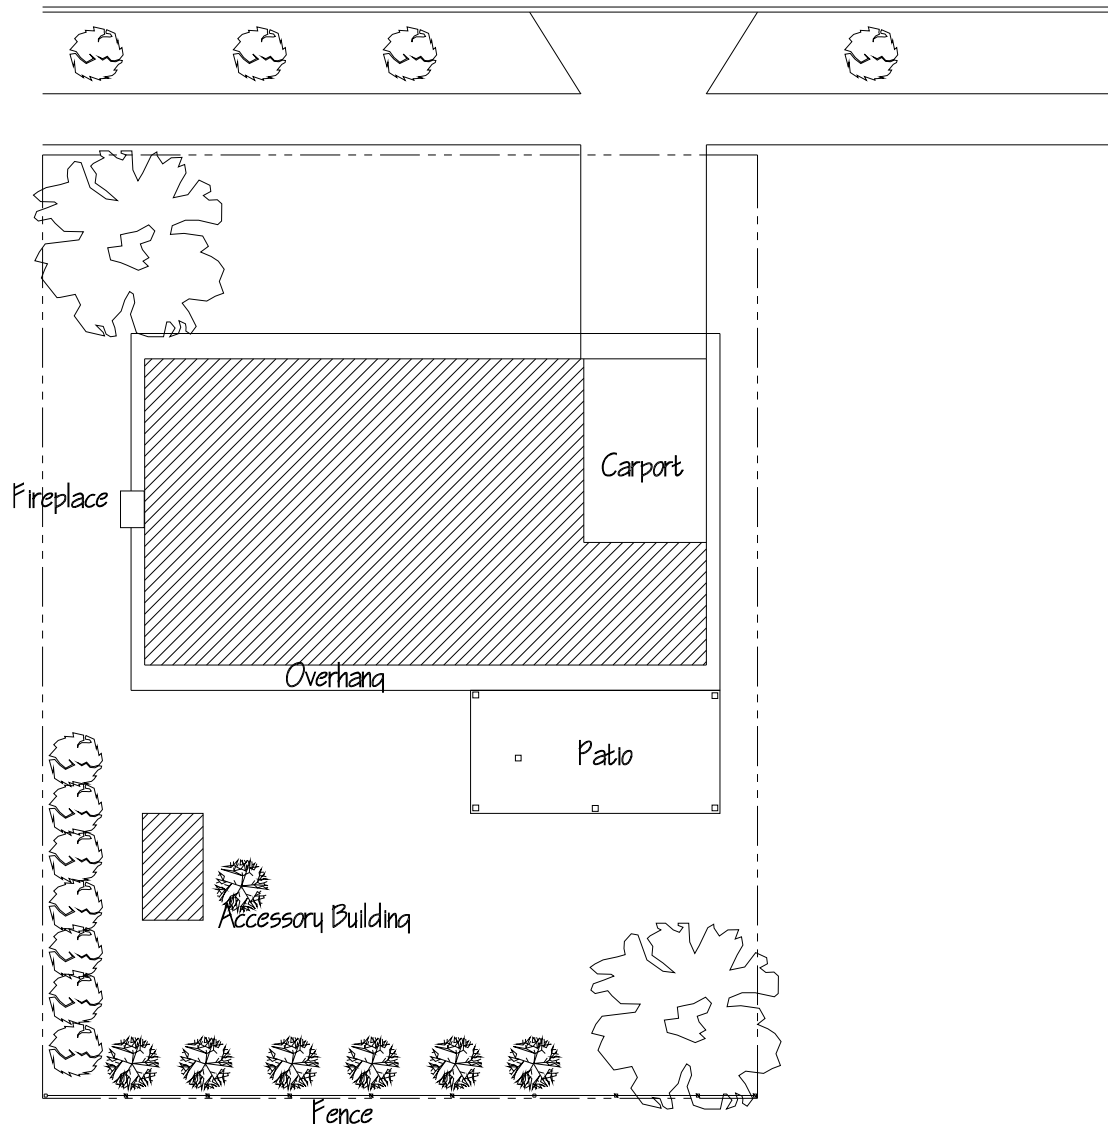 Carport
Fireplace
Overhang
Patio
Accessory Building
Fence